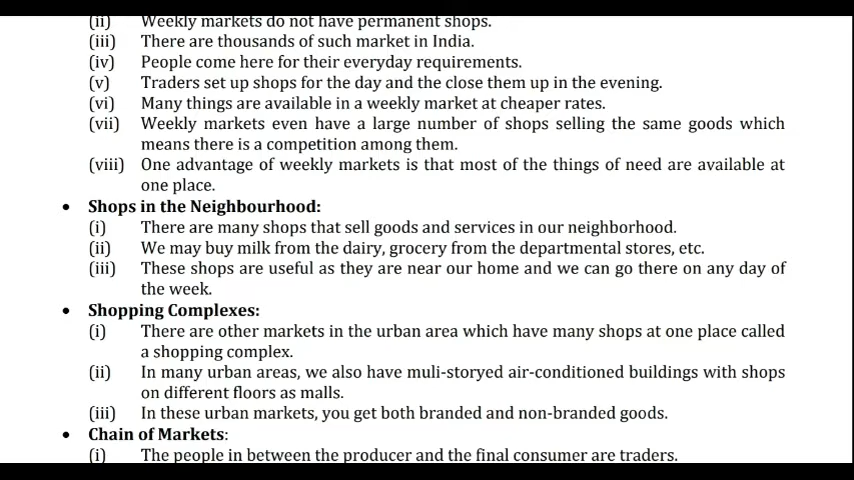 (ii) Weekly markets do not have permanent shops.
(iii) There are thousands of such market in India.
(iv) People come here for their everyday requirements.
(v) Traders set up shops for the day and the close them up in the evening.
(vi) Many things are available in a weekly market at cheaper rates.
(vii) Weekly markets even have a large number of shops selling the same goods which
means there is a competition among them.
(viii) One advantage of weekly markets is that most of the things of need are available at
one place.
• Shops in the Neighbourhood:
(i) There are many shops that sell goods and services in our neighborhood.
(ii) We may buy milk from the dairy, grocery from the departmental stores, etc.
(iii) These shops are useful as they are near our home and we can go there on any day of
the week.
• Shopping Complexes:
(i) There are other markets in the urban area which have many shops at one place called
a shopping complex.
(ii) In many urban areas, we also have muli-storyed air-conditioned buildings with shops
on different floors as malls.
(iii) In these urban markets, you get both branded and non-branded goods.
• Chain of Markets:
(i) The people in between the producer and the final consumer are traders.